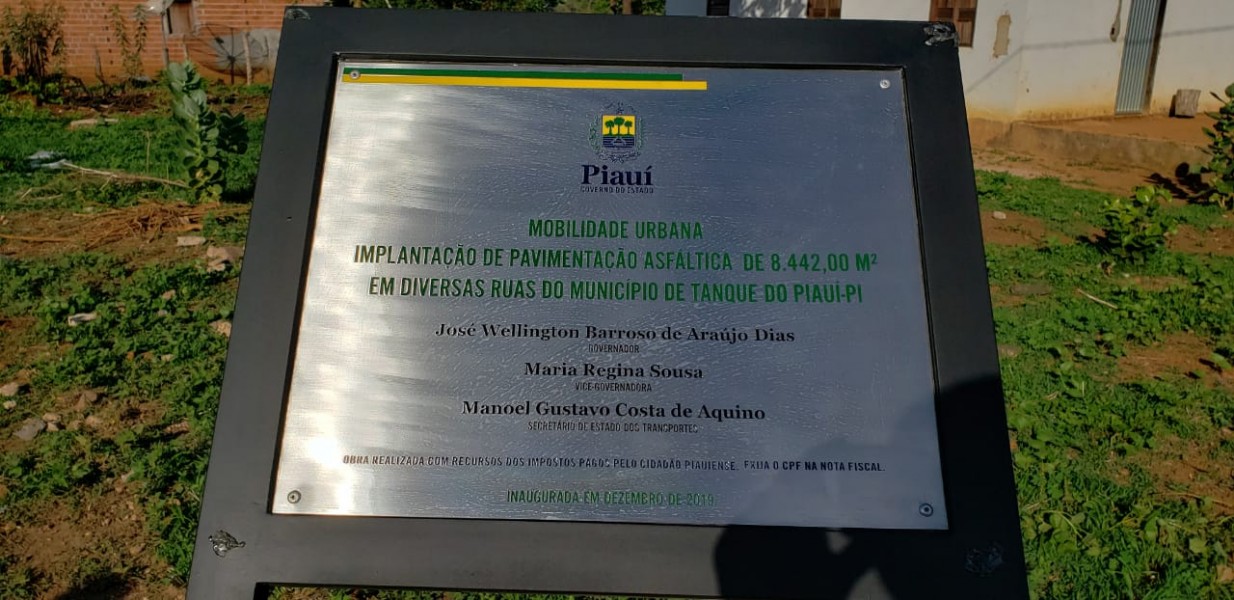 Piauí
GOVERNO DO ESTADO
MOBILIDADE URBANA
IMPLANTAÇÃO DE PAVIMENTAÇÃO ASFÁLTICA DE 8.442,00 M²
EM DIVERSAS RUAS DO MUNICÍPIO DE TANQUE DO PIAUÍ-PI
José Wellington Barroso de Araújo Dias
GOVERNADOR
Maria Regina Sousa
VICE-GOVERNADORA
Manoel Gustavo Costa de Aquino
SECRETÁRIO DE ESTADO DOS TRANSPORTES
OBRA REALIZADA COM RECURSOS DOS IMPOSTOS PAGOS PELO CIDADÃO PIAUIENSE. EXIJA O CPF NA NOTA FISCAL.
INAUGURADA EM DEZEMBRO DE 2019